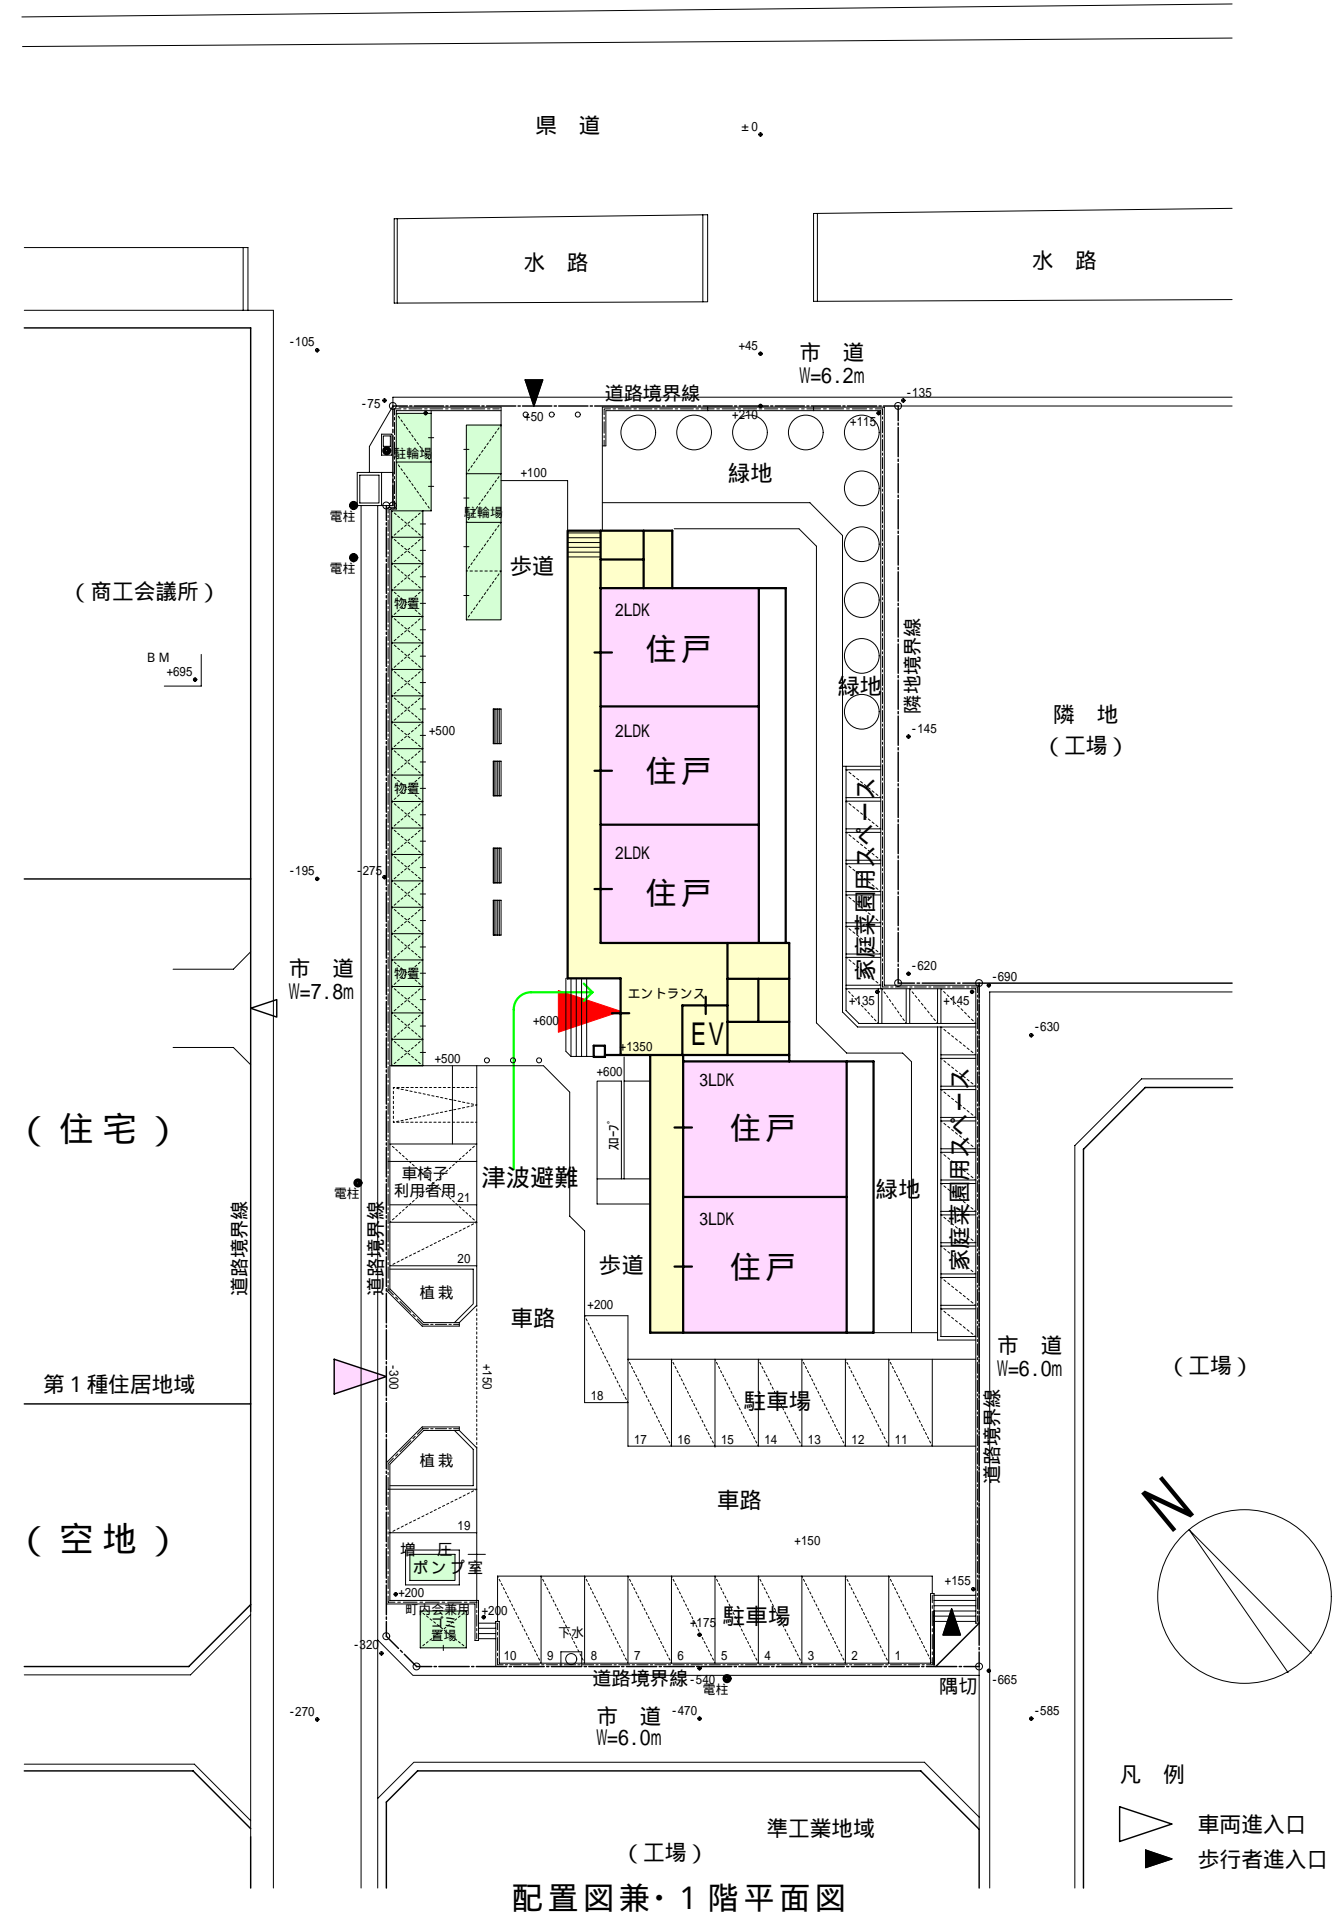 県 道
±0
水 路
水 路
-105
+45
市 道
W=6.2m
-75
道路境界線
-135
+50
+210
+115
駐輪場
+100
緑地
駐輪場
電柱
電柱
歩道
(商工会議所)
物置
2LDK
住戸
BM
+695
隣地境界線
緑地
隣 地
(工場)
+500
2LDK
住戸
-145
物置
家庭菜園用スペース
2LDK
住戸
-195
-275
市 道
W=7.8m
物置
エントランス
-620
-690
+135
+145
+600
EV
-630
+1350
+500
+600
3LDK
住戸
スロープ
(住宅)
家庭菜園用スペース
車椅子
利用者用
21
津波避難
電柱
緑地
3LDK
住戸
道路境界線
道路境界線
20
歩道
植栽
+200
車路
市 道
W=6.0m
(工場)
第1種住居地域
-300
+150
18
駐車場
17
16
15
14
13
12
11
道路境界線
植栽
車路
19
(空地)
増 圧
ポンプ室
+150
N
+200
+155
町内会兼用
ゴミ
置場
+200
下水
+175
駐車場
-320
10
9
8
7
6
5
4
3
2
1
道路境界線
-540
電柱
隅切
-665
-270
市 道
W=6.0m
-470
-585
凡 例
車両進入口
歩行者進入口
準工業地域
(工場)
配置図兼・1階平面図